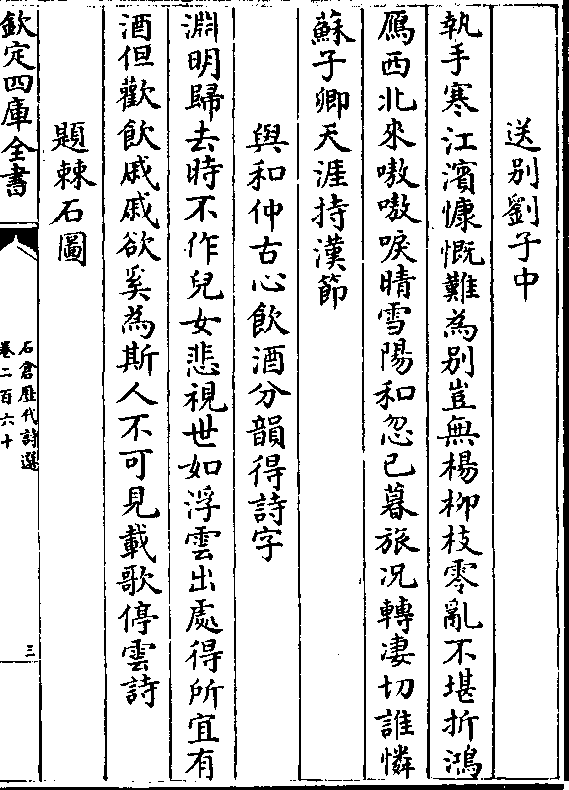 送别劉子中
執手寒江濱慷慨難為别豈無楊柳枝零亂不堪折鴻
鴈西北來嗷嗷唳晴雪陽和忽已暮旅况轉凄切誰憐
蘇子卿天涯持漢節
與和仲古心飲酒分韻得詩字
淵明歸去時不作兒女悲視世如浮雲出處得所宜有
酒但歡飲戚戚欲奚為斯人不可見載歌停雲詩
題棘石圖
欽定四庫全書
石倉歷代詩選
卷二百六十
三